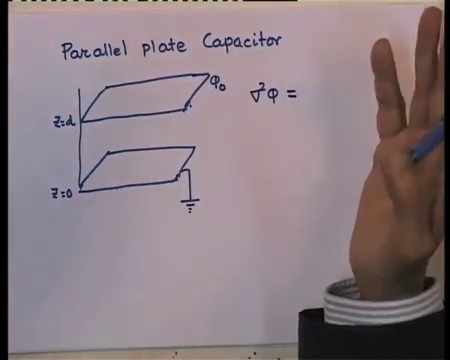 Parallel plate Capacitor
φ₀
z=d
∇²φ =
z=0